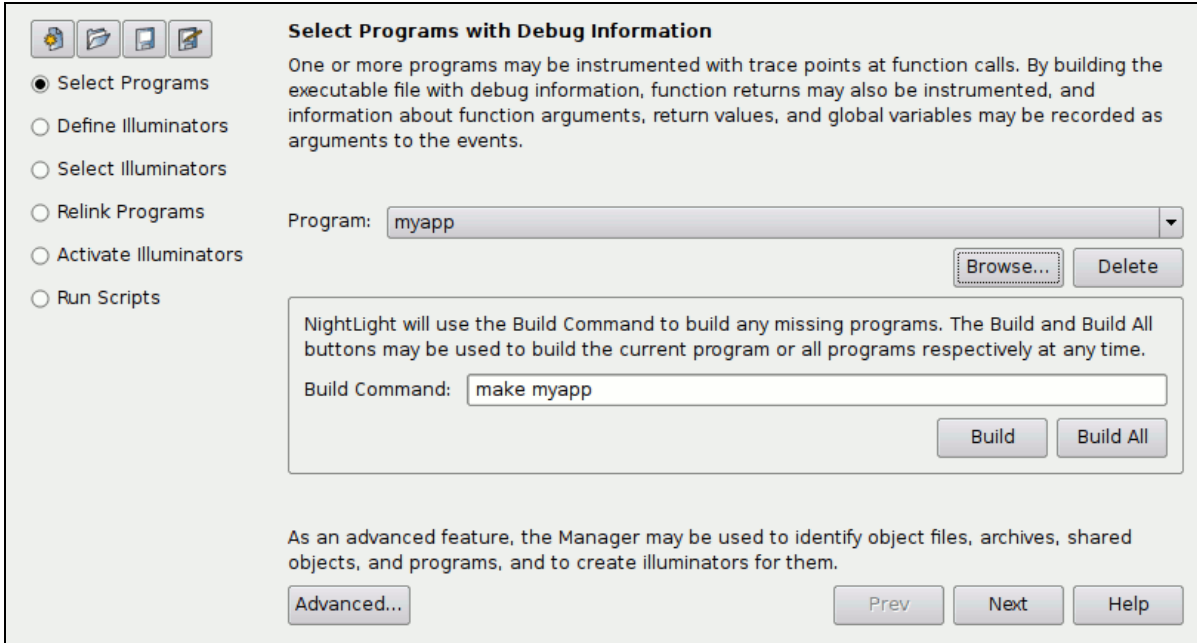 Select Programs
Define Illuminators
Select Illuminators
Relink Programs
Activate Illuminators
Run Scripts
Select Programs with Debug Information
One or more programs may be instrumented with trace points at function calls. By building the
executable file with debug information, function returns may also be instrumented, and
information about function arguments, return values, and global variables may be recorded as
arguments to the events.
Program: myapp
Browse... Delete
NightLight will use the Build Command to build any missing programs. The Build and Build All
buttons may be used to build the current program or all programs respectively at any time.
Build Command: make myapp
Build Build All
As an advanced feature, the Manager may be used to identify object files, archives, shared
objects, and programs, and to create illuminators for them.
Advanced... Prev Next Help